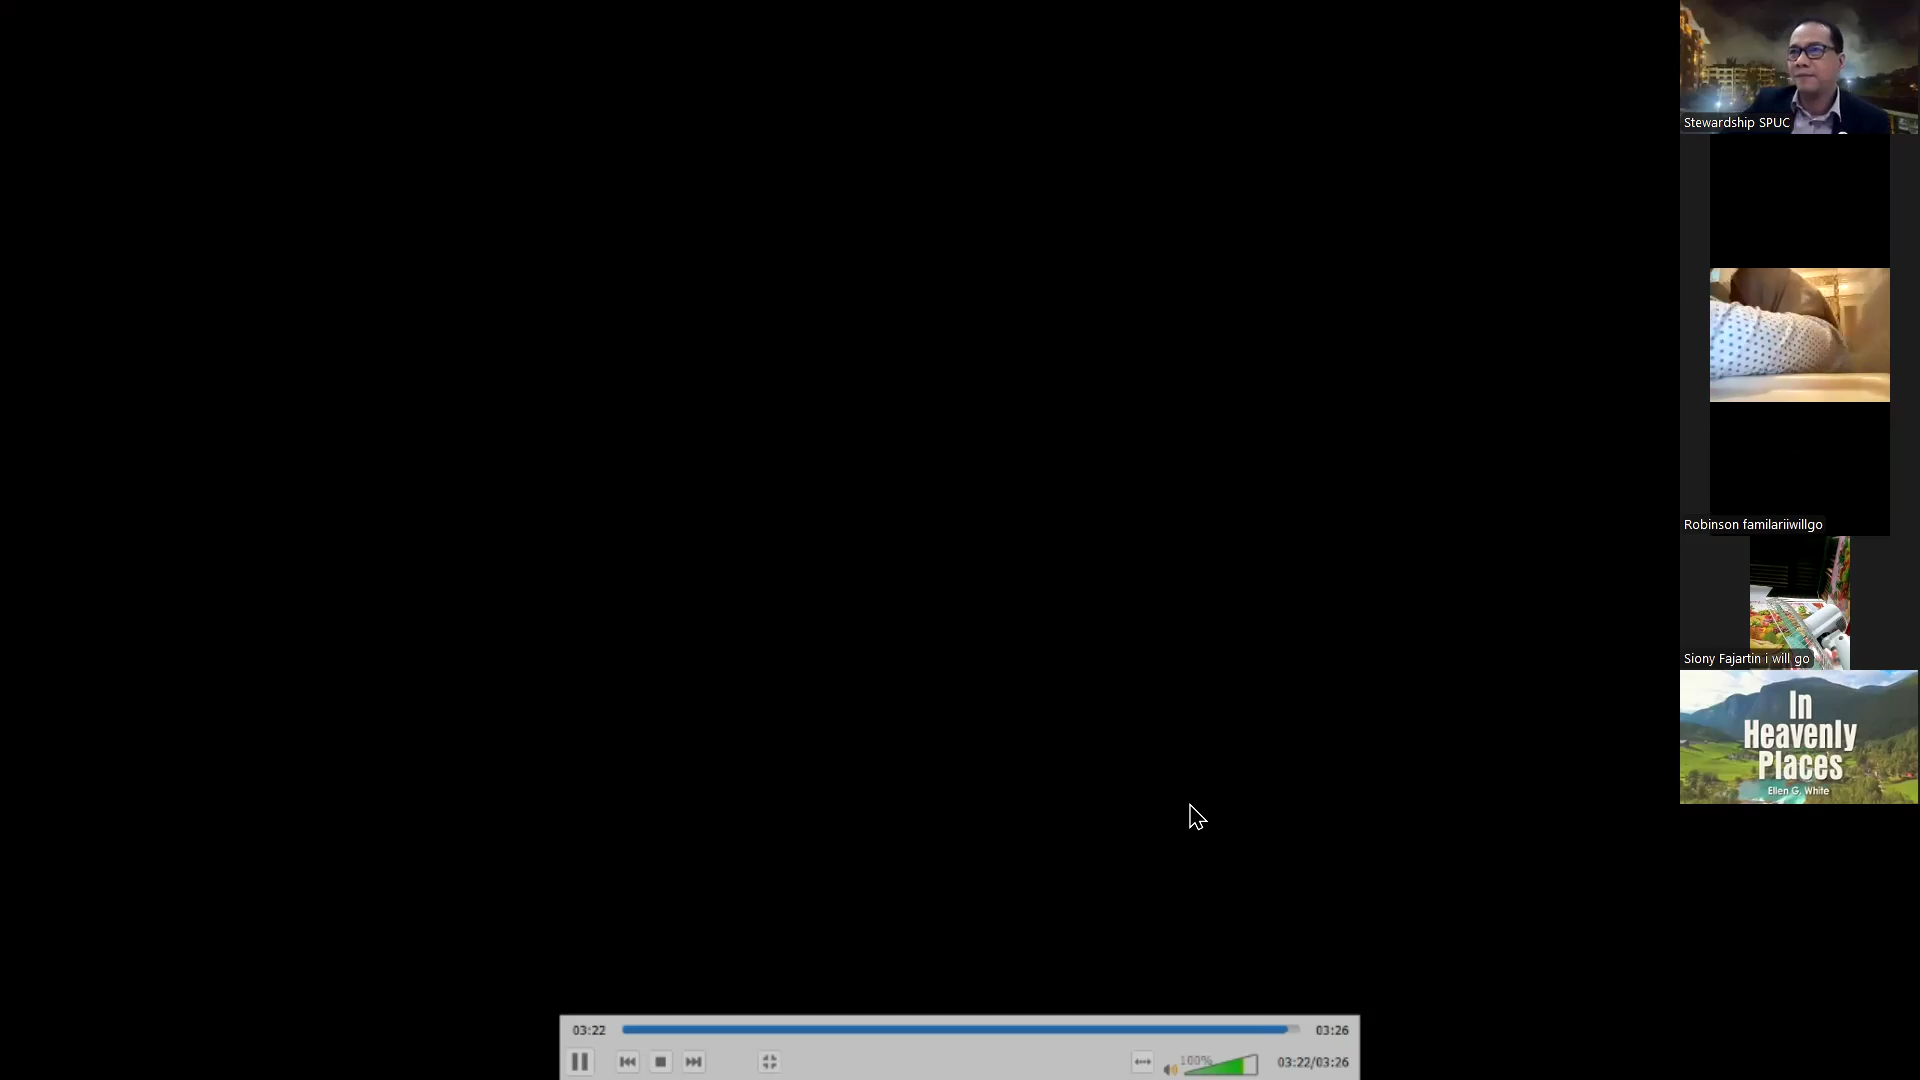 Stewardship SPUC
Robinson familariiwillgo
Siony Fajartin i will go
In
Heavenly
Places
Ellen G. White
03:22
03:26
100%
03:22/03:26